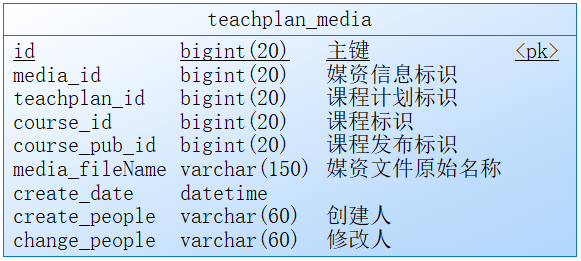 teachplan_media
id bigint(20) 主键 <pk>
media_id bigint(20) 媒资信息标识
teachplan_id bigint(20) 课程计划标识
course_id bigint(20) 课程标识
course_pub_id bigint(20) 课程发布标识
media_fileName varchar(150) 媒资文件原始名称
create_date datetime
create_people varchar(60) 创建人
change_people varchar(60) 修改人